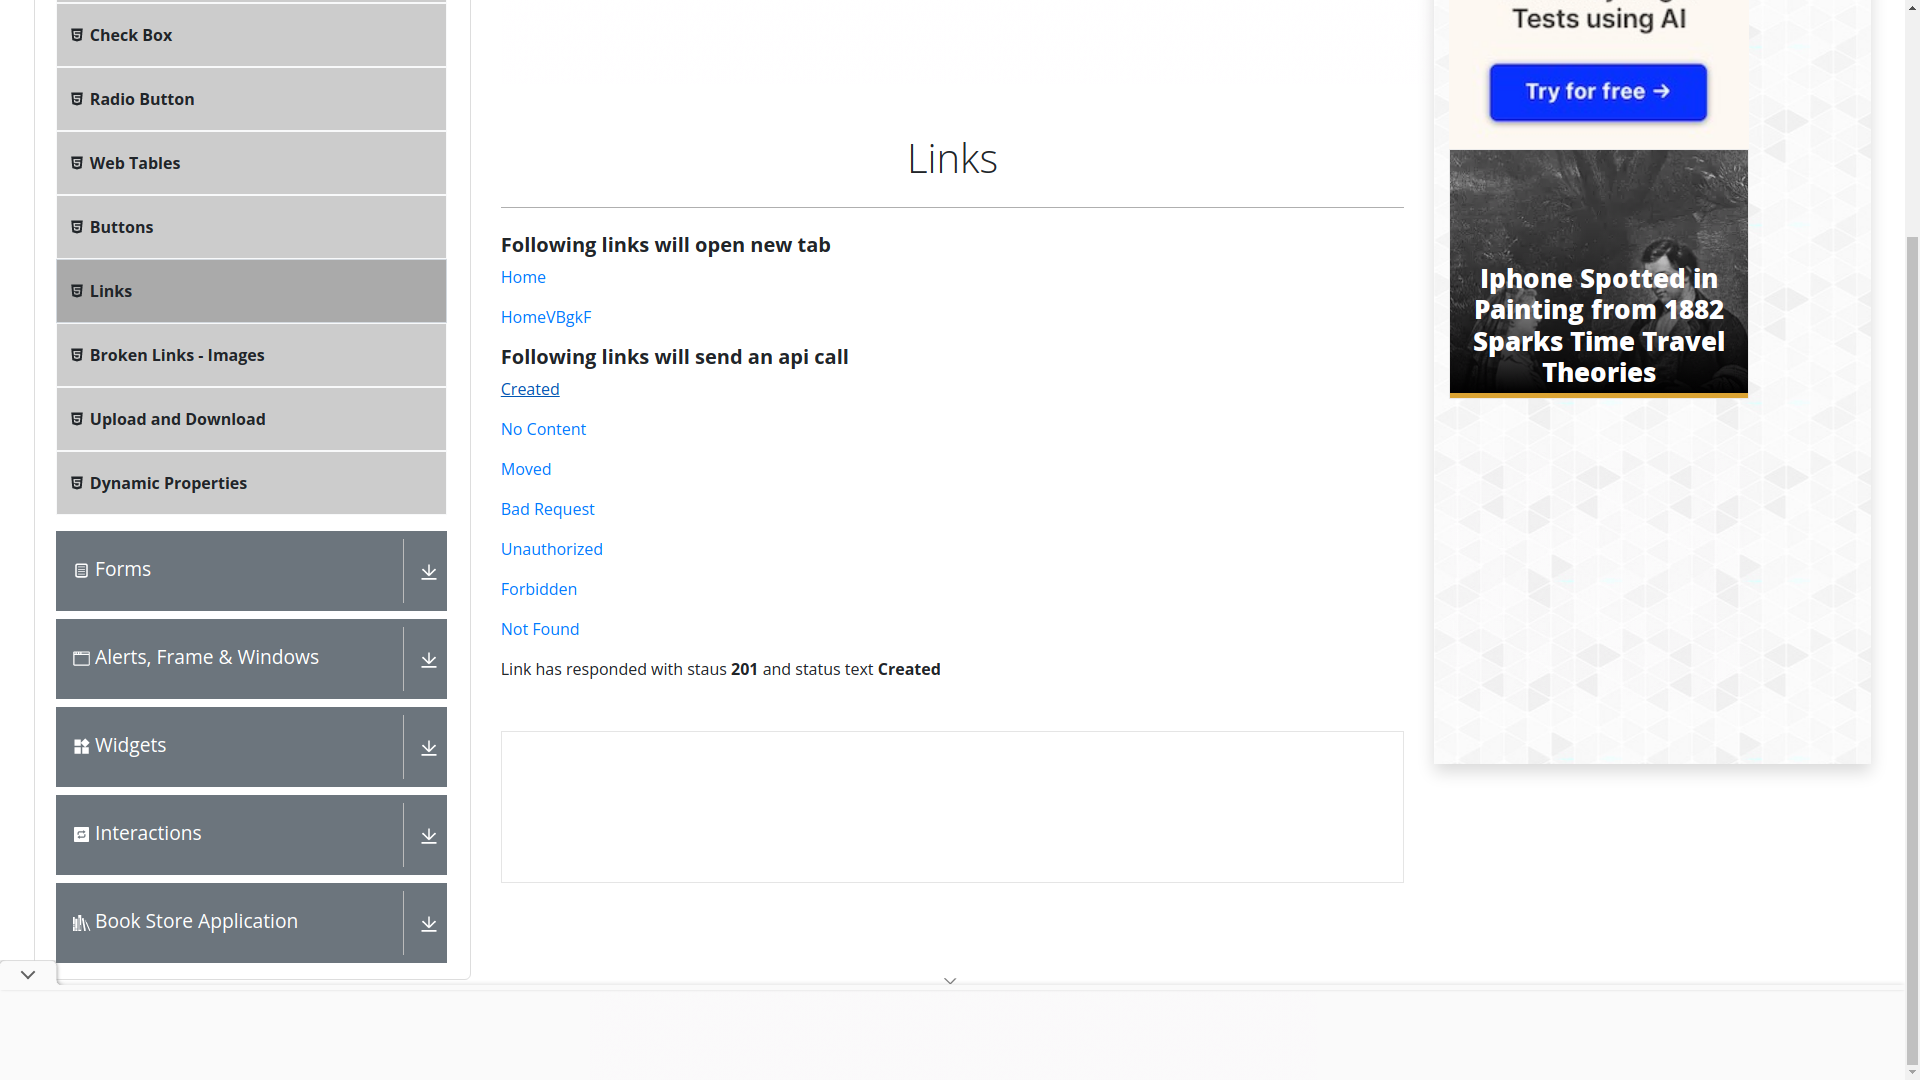 Check Box
Radio Button
Web Tables
Buttons
Links
Broken Links - Images
Upload and Download
Dynamic Properties
Forms
Alerts, Frame & Windows
Widgets
Interactions
Book Store Application
Links
Following links will open new tab
Home
HomeVBgkF
Following links will send an api call
Created
No Content
Moved
Bad Request
Unauthorized
Forbidden
Not Found
Link has responded with staus 201 and status text Created
Tests using AI
Try for free →
Iphone Spotted in
Painting from 1882
Sparks Time Travel
Theories